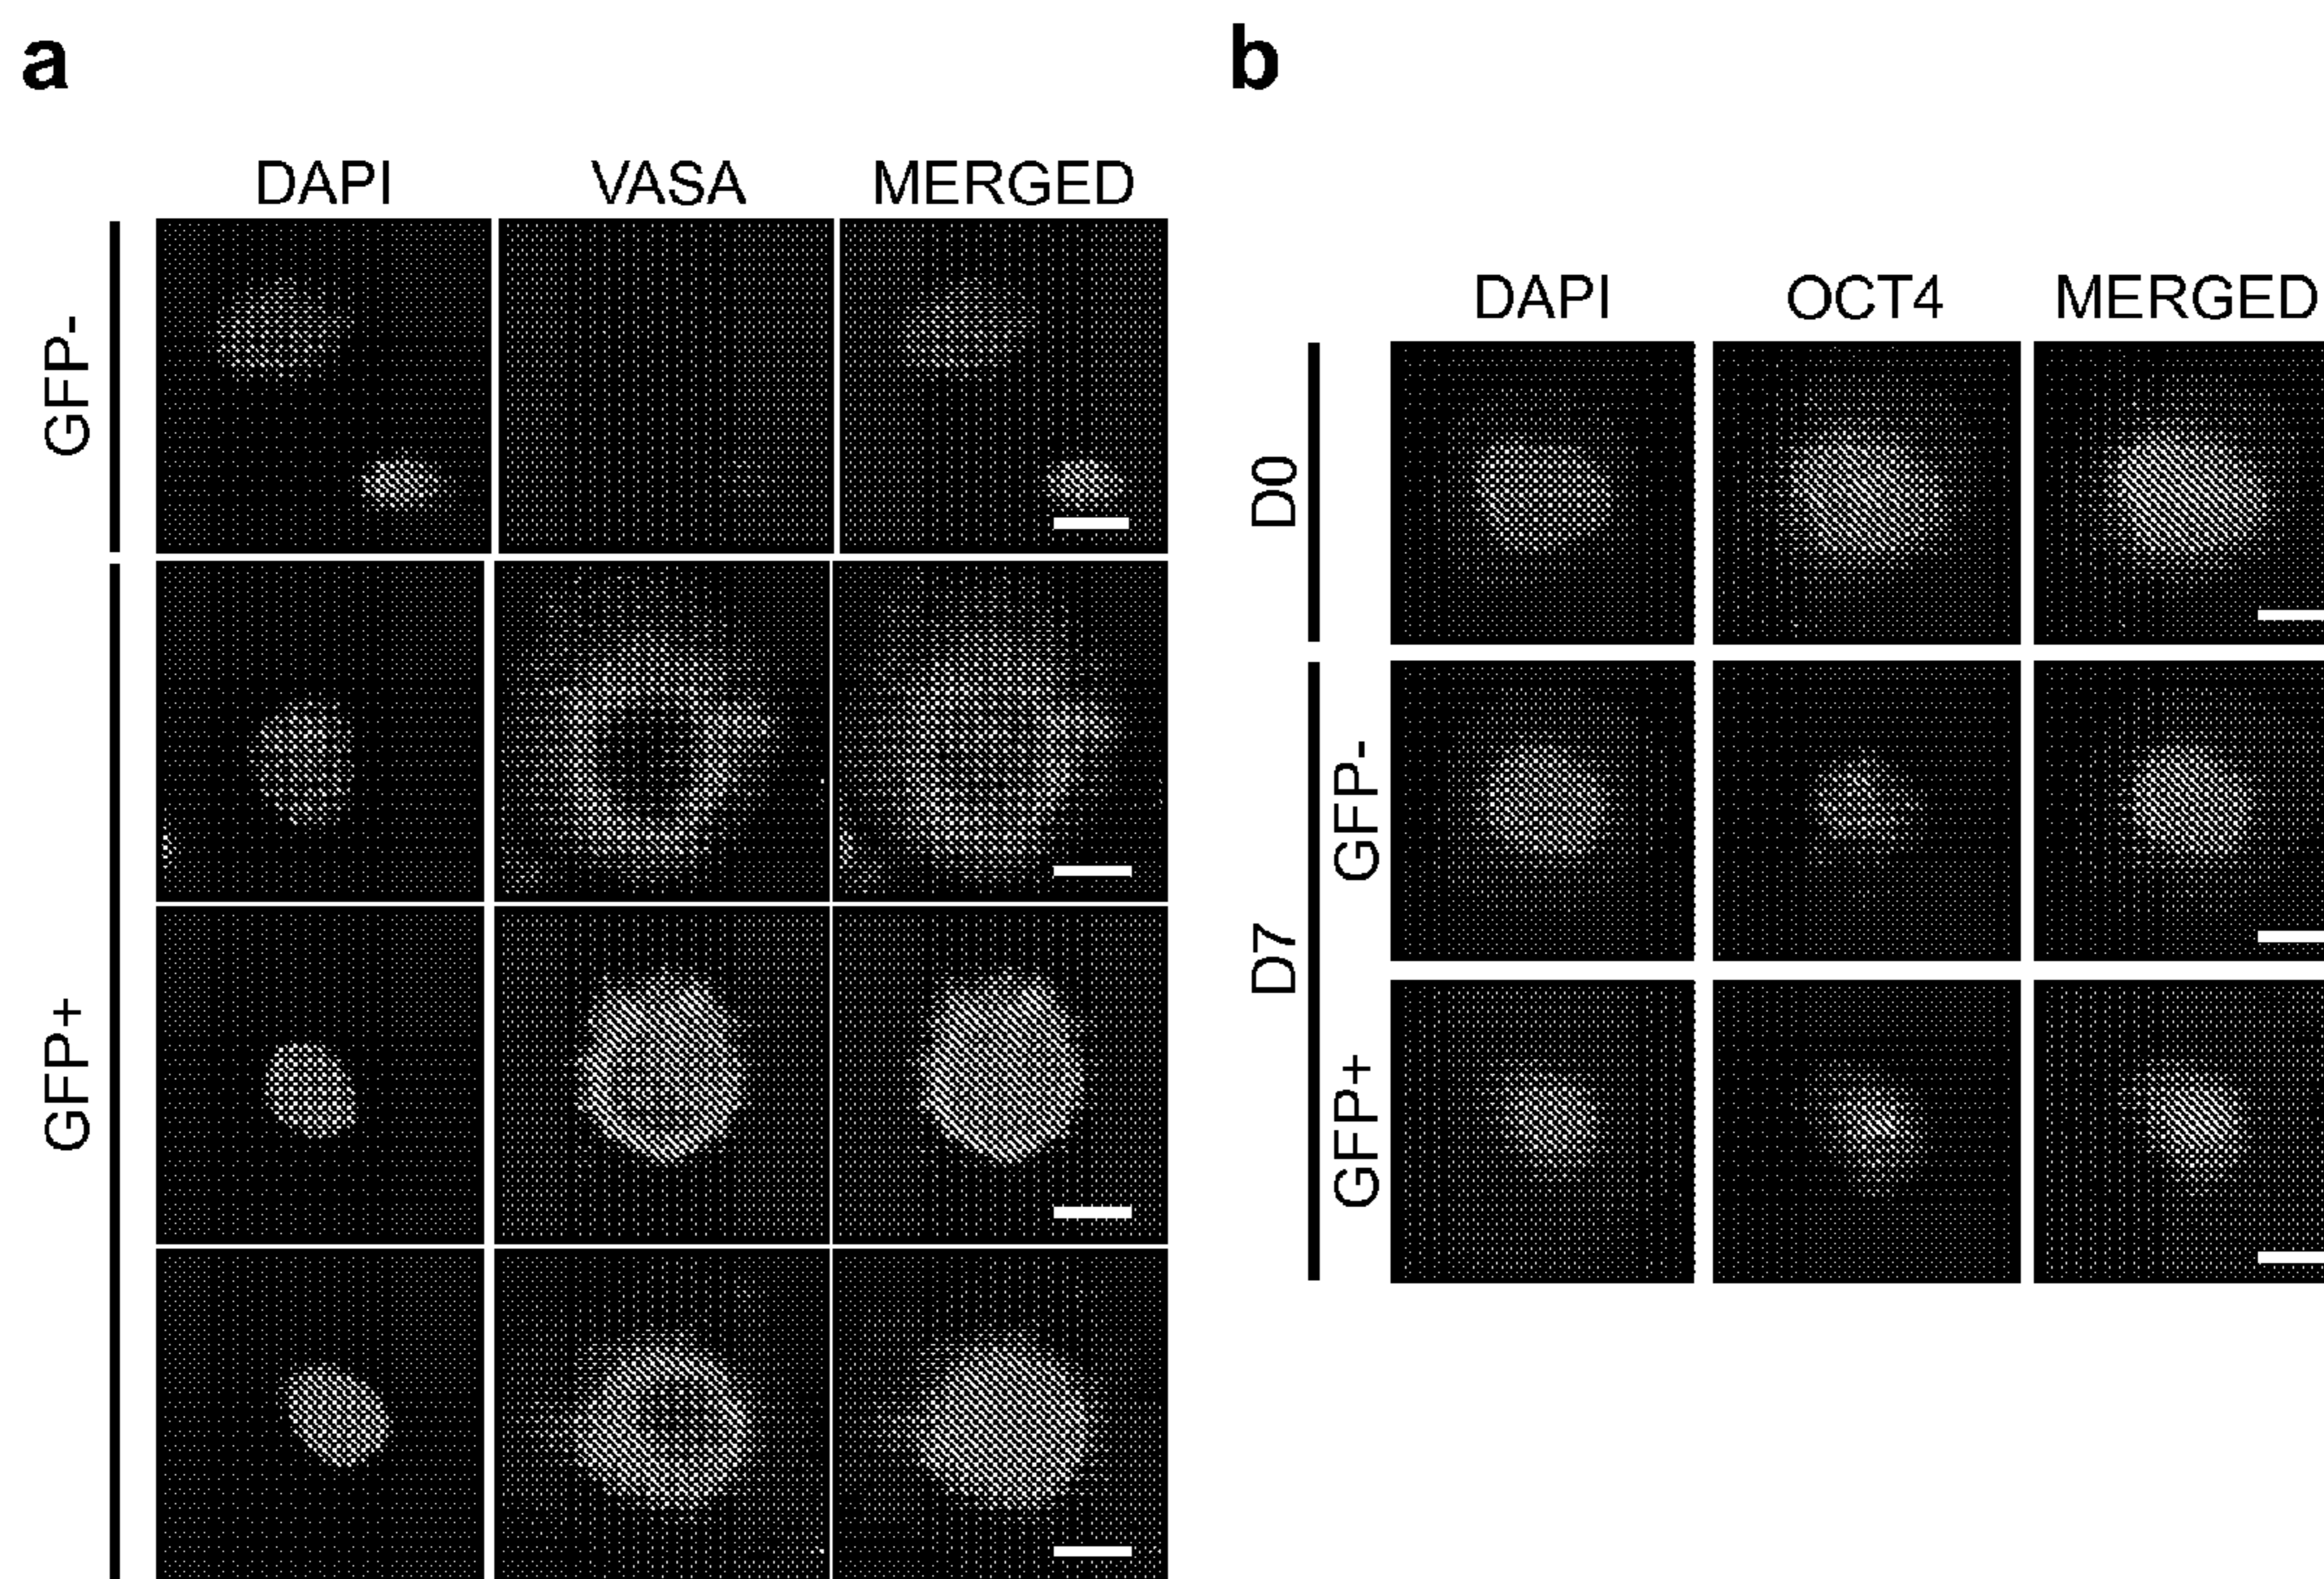 a
DAPI VASA MERGED
GFP-
GFP+
b
DAPI OCT4 MERGED
D0
D7
GFP-
GFP+